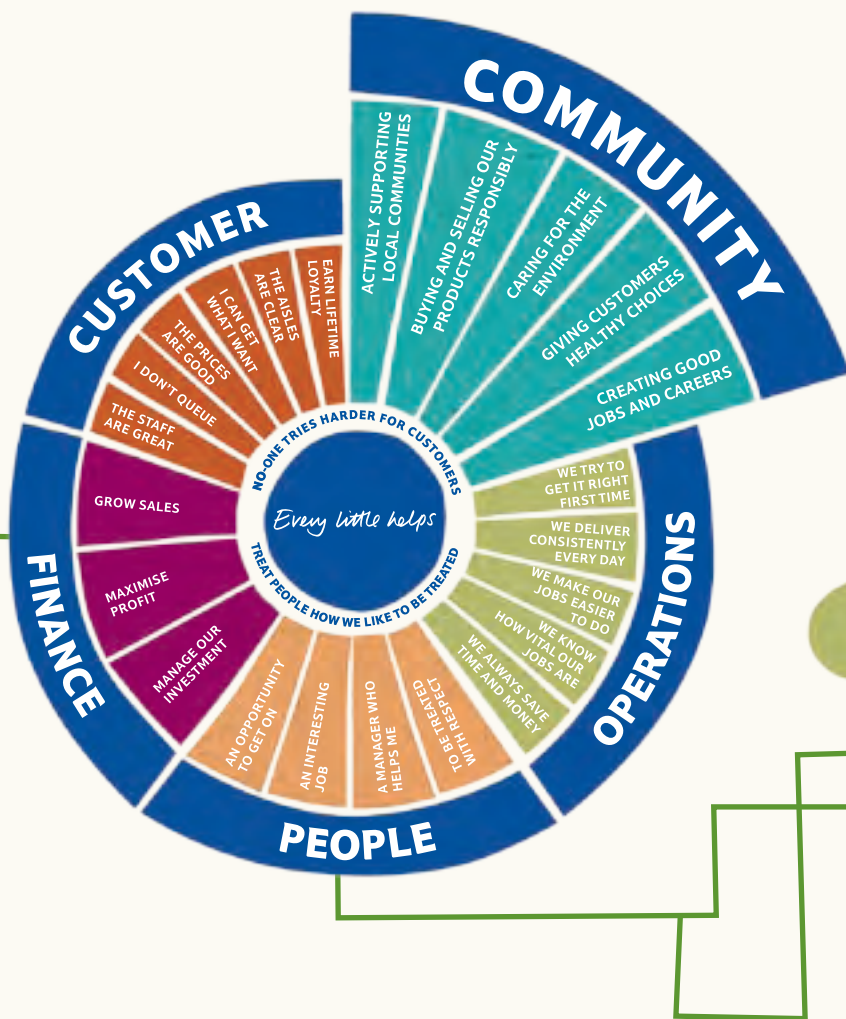 COMMUNITY
ACTIVELY SUPPORTING
LOCAL COMMUNITIES
BUYING AND SELLING OUR
PRODUCTS RESPONSIBLY
CARING FOR THE
ENVIRONMENT
GIVING CUSTOMERS
HEALTHY CHOICES
CREATING GOOD
JOBS AND CAREERS
OPERATIONS
WE TRY TO
GET IT RIGHT
FIRST TIME
WE DELIVER
CONSISTENTLY
EVERY DAY
WE MAKE OUR
JOBS EASIER
TO DO
WE KNOW
HOW VITAL OUR
JOBS ARE
WE ALWAYS SAVE
TIME AND MONEY
PEOPLE
TO BE TREATED
WITH RESPECT
A MANAGER WHO
HELPS ME
AN INTERESTING
JOB
AN OPPORTUNITY
TO GET ON
FINANCE
MANAGE OUR
INVESTMENT
MAXIMISE
PROFIT
GROW SALES
CUSTOMER
THE STAFF
ARE GREAT
I DON'T QUEUE
THE PRICES
ARE GOOD
I CAN GET
WHAT I WANT
THE AISLES
ARE CLEAR
EARN LIFETIME
LOYALTY
NO-ONE TRIES HARDER FOR CUSTOMERS
Every little helps
TREAT PEOPLE HOW WE LIKE TO BE TREATED